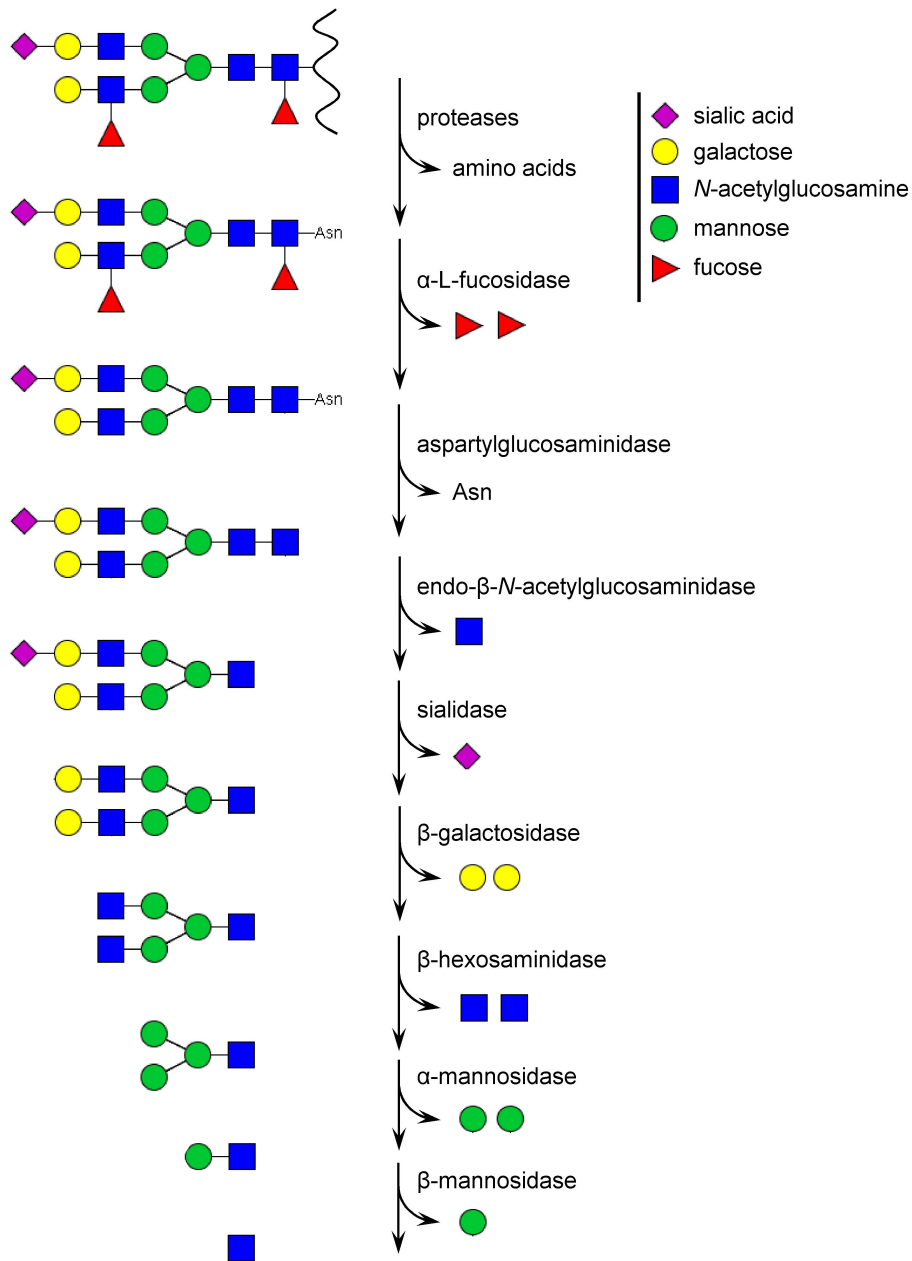 proteases
amino acids
sialic acid
galactose
N-acetylglucosamine
mannose
fucose
Asn
α-L-fucosidase
Asn
aspartylglucosaminidase
Asn
endo-β-N-acetylglucosaminidase
sialidase
β-galactosidase
β-hexosaminidase
α-mannosidase
β-mannosidase